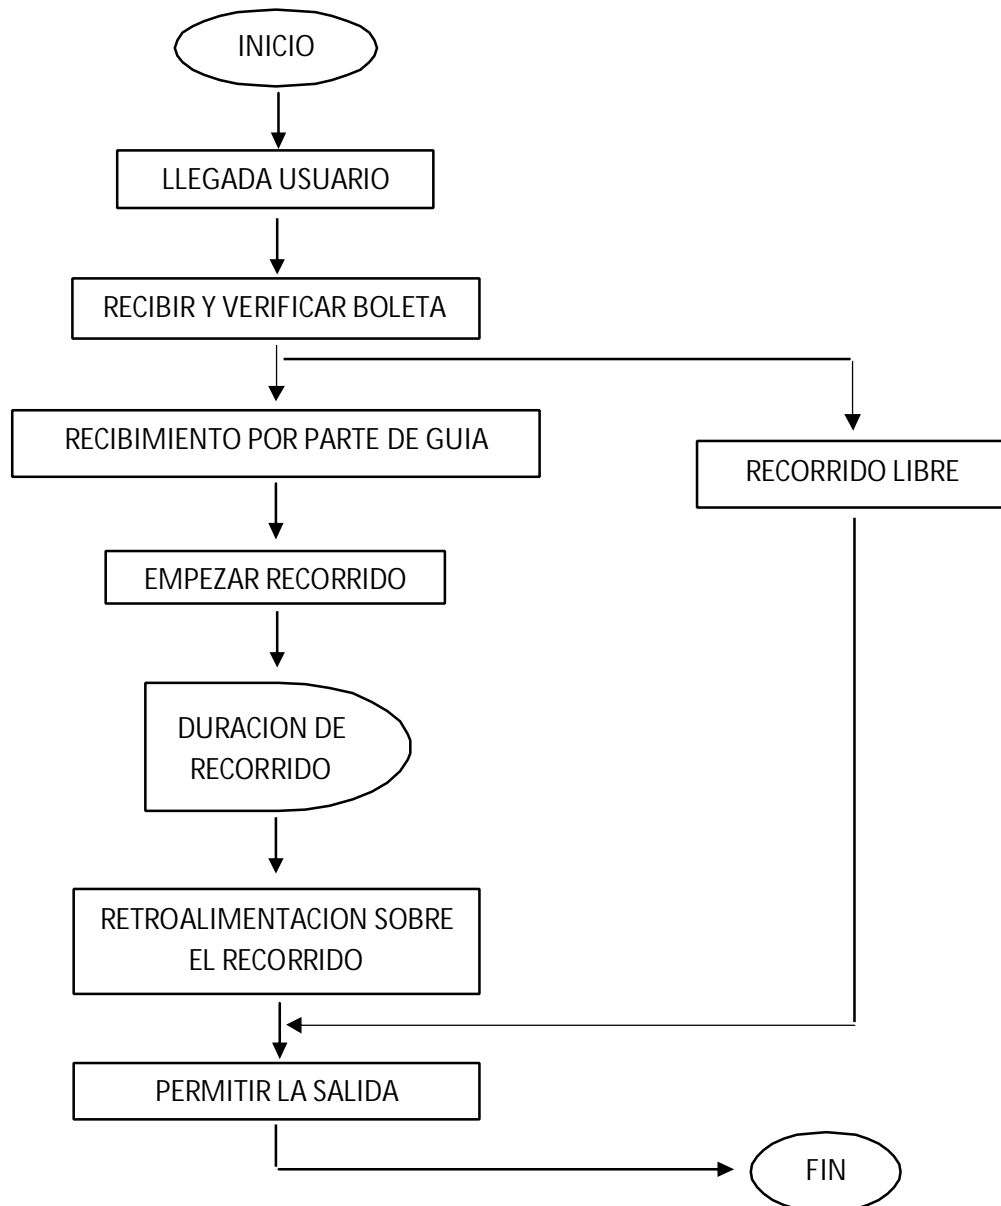 INICIO
LLEGADA USUARIO
RECIBIR Y VERIFICAR BOLETA
RECIBIMIENTO POR PARTE DE GUIA
RECORRIDO LIBRE
EMPEZAR RECORRIDO
DURACION DE
RECORRIDO
RETROALIMENTACION SOBRE
EL RECORRIDO
PERMITIR LA SALIDA
FIN